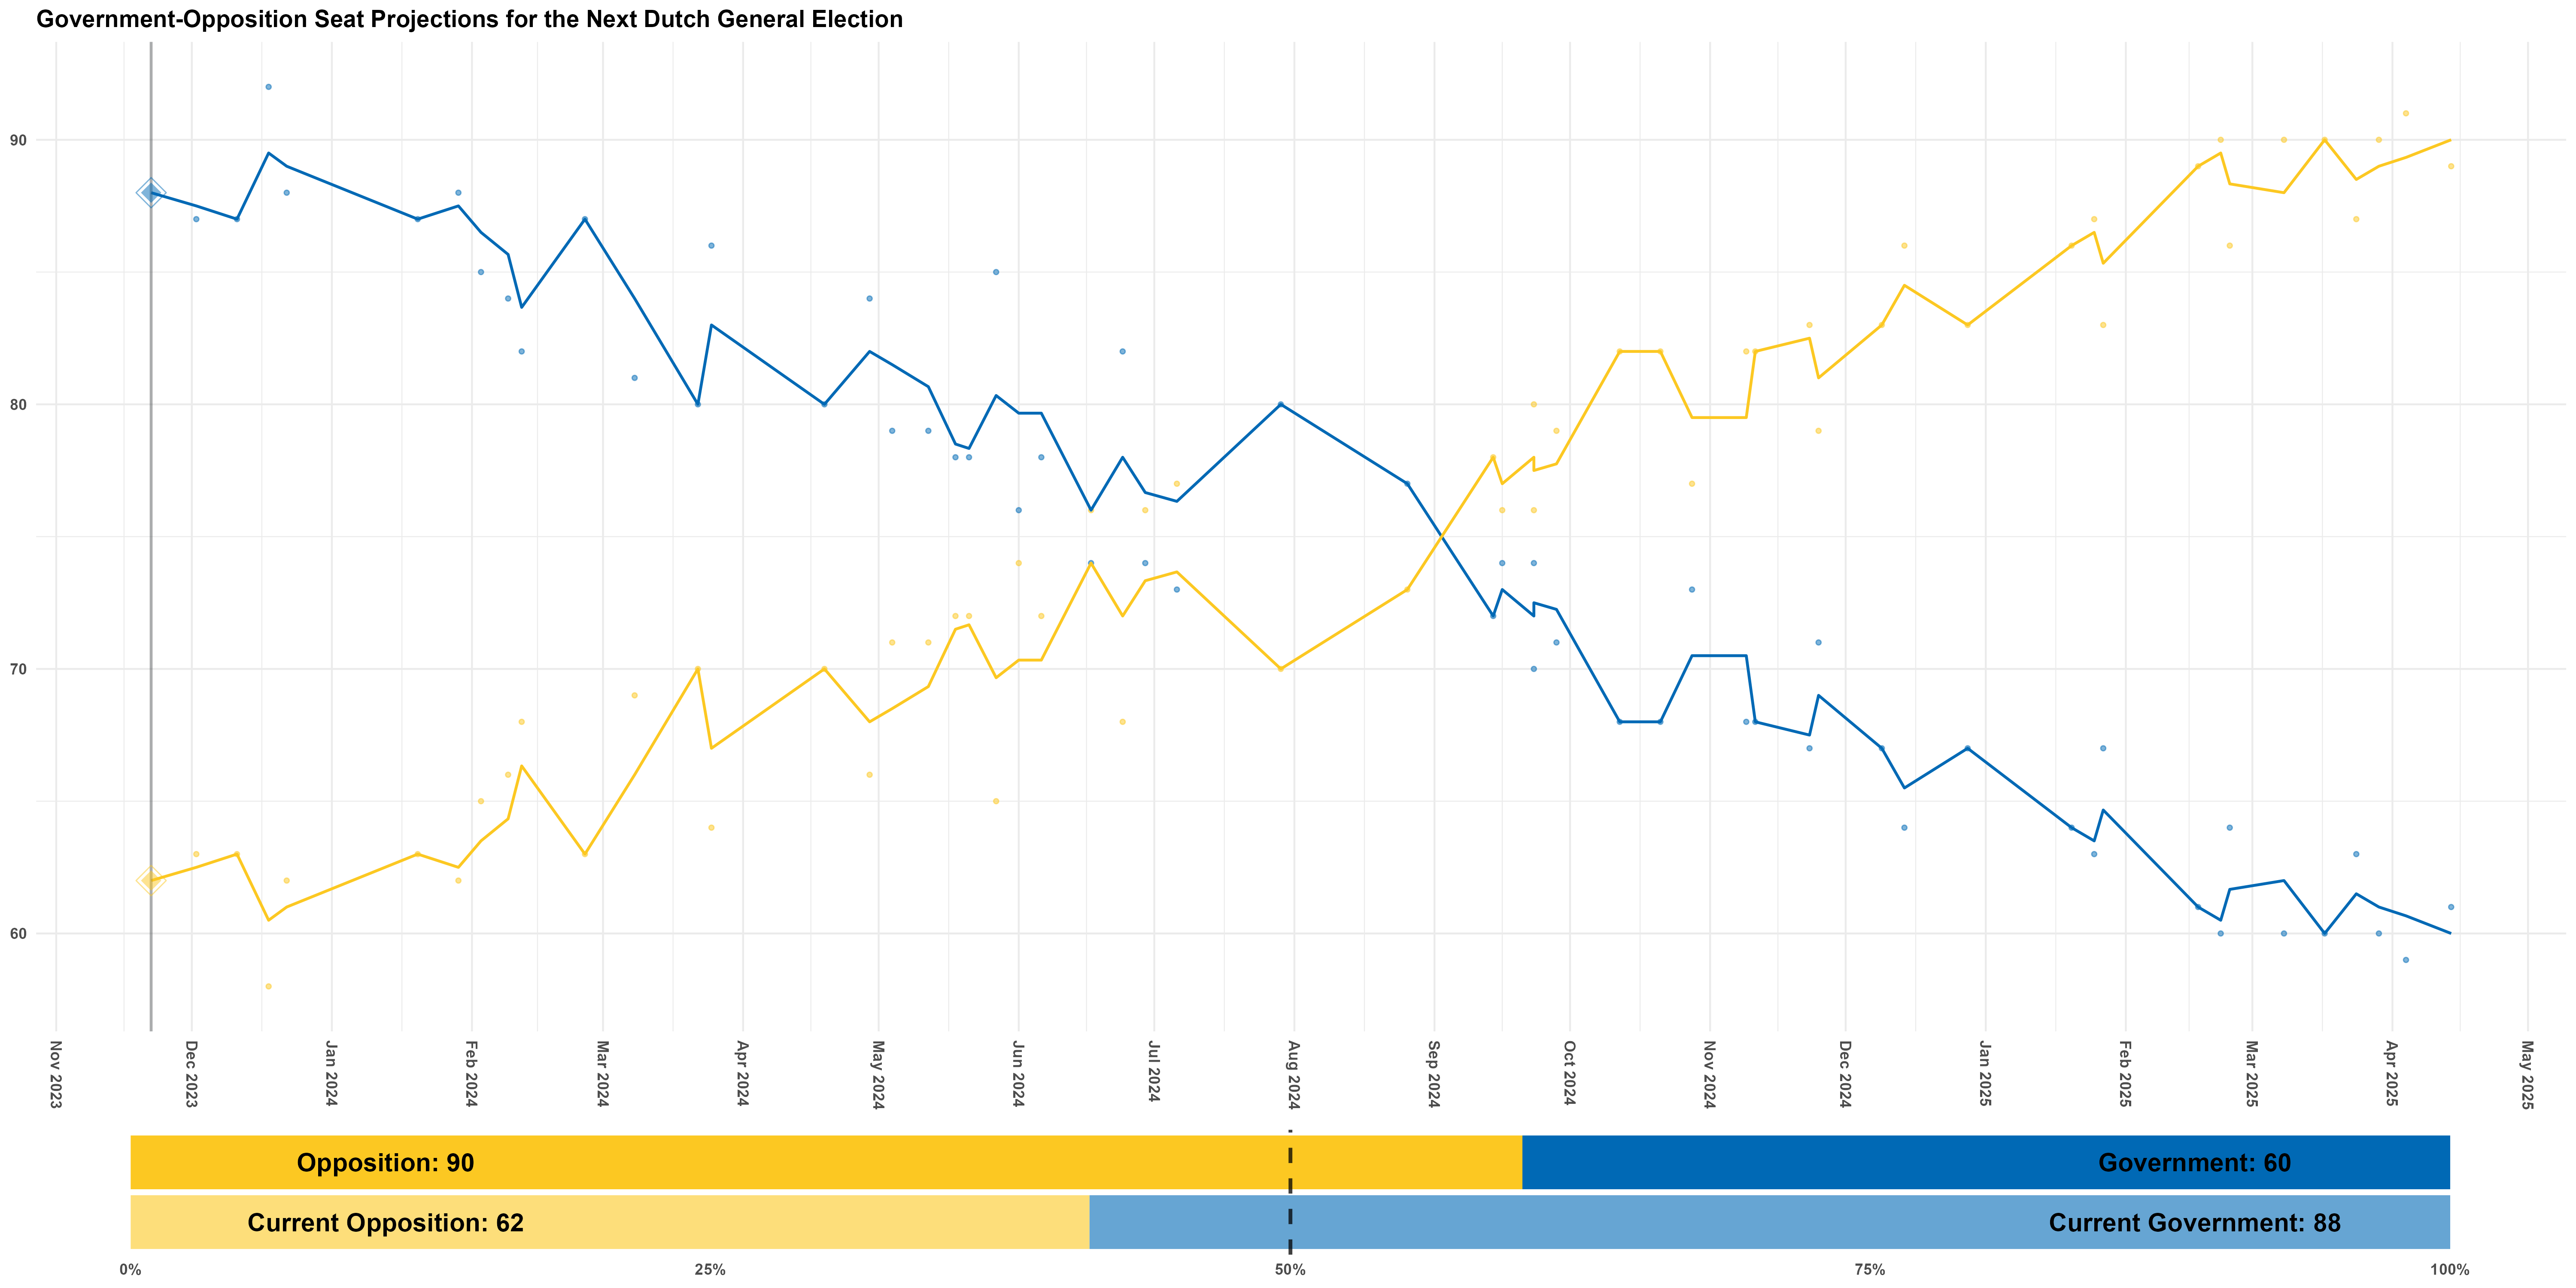 Government-Opposition Seat Projections for the Next Dutch General Election
90
80
70
60
Nov 2023
Dec 2023
Jan 2024
Feb 2024
Mar 2024
Apr 2024
May 2024
Jun 2024
Jul 2024
Aug 2024
Sep 2024
Oct 2024
Nov 2024
Dec 2024
Jan 2025
Feb 2025
Mar 2025
Apr 2025
May 2025
Opposition: 90 Government: 60
Current Opposition: 62 Current Government: 88
0% 25% 50% 75% 100%